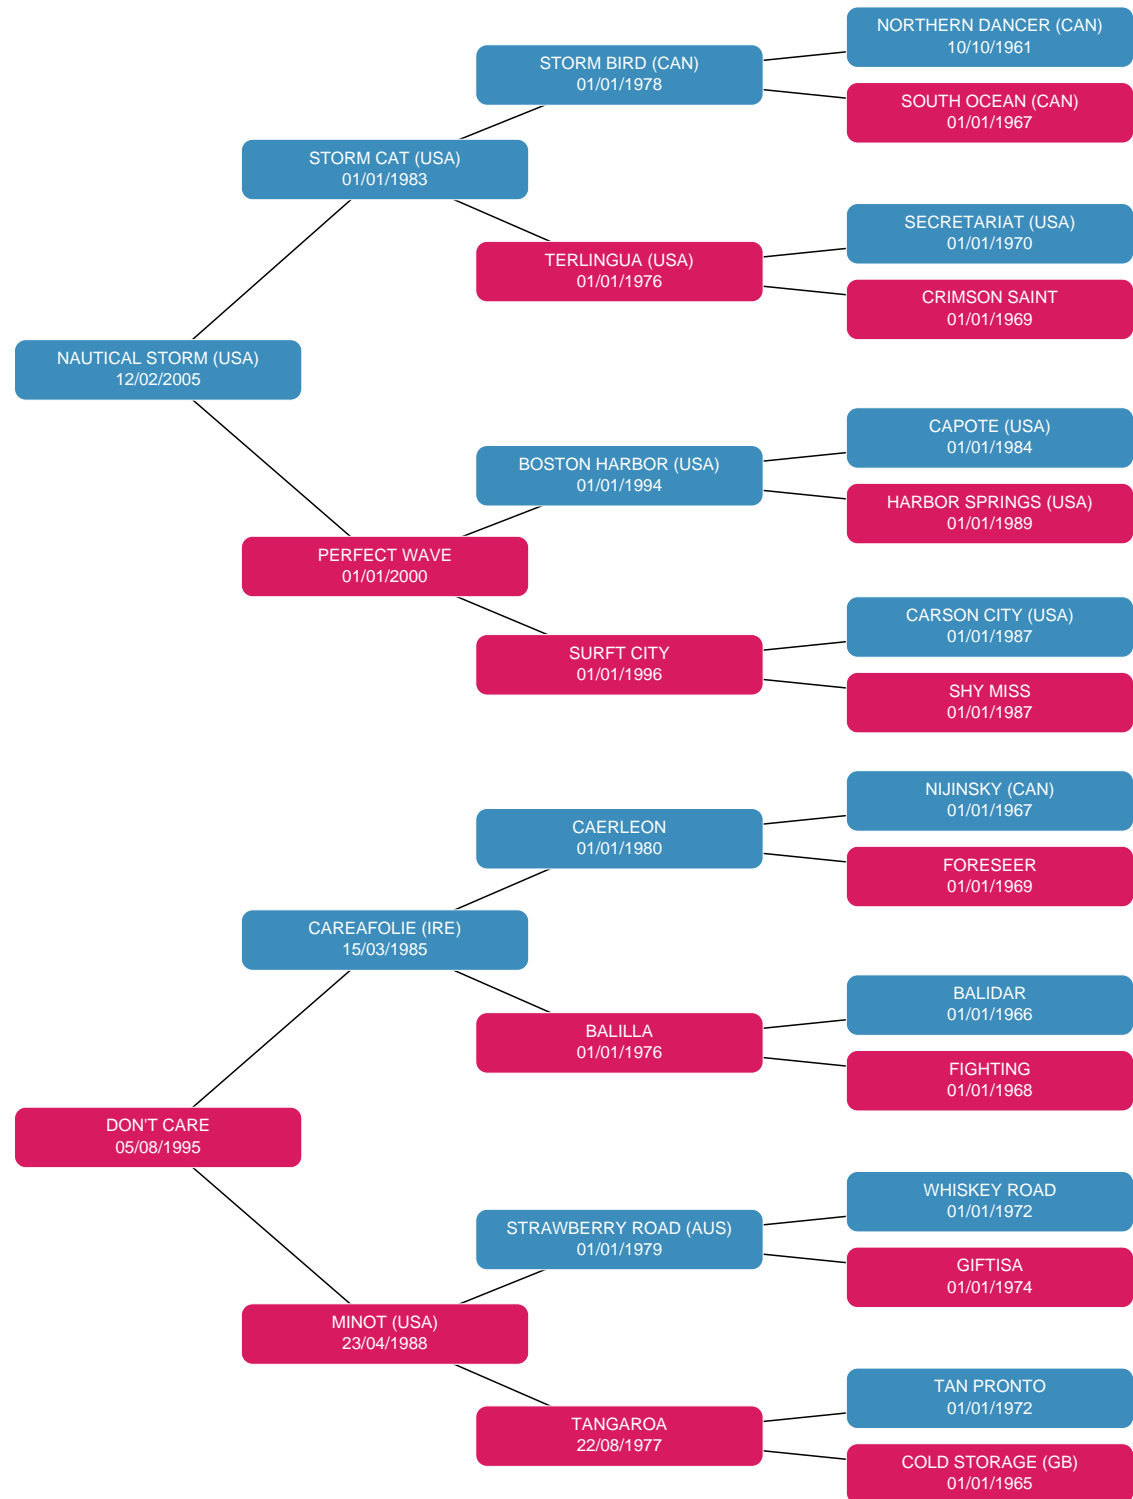 NORTHERN DANCER (CAN)
10/10/1961
STORM BIRD (CAN)
01/01/1978
SOUTH OCEAN (CAN)
01/01/1967
STORM CAT (USA)
01/01/1983
SECRETARIAT (USA)
01/01/1970
TERLINGUA (USA)
01/01/1976
CRIMSON SAINT
01/01/1969
NAUTICAL STORM (USA)
12/02/2005
CAPOTE (USA)
01/01/1984
BOSTON HARBOR (USA)
01/01/1994
HARBOR SPRINGS (USA)
01/01/1989
PERFECT WAVE
01/01/2000
CARSON CITY (USA)
01/01/1987
SURFT CITY
01/01/1996
SHY MISS
01/01/1987
NIJINSKY (CAN)
01/01/1967
CAERLEON
01/01/1980
FORESEER
01/01/1969
CAREAFOLIE (IRE)
15/03/1985
BALIDAR
01/01/1966
BALILLA
01/01/1976
FIGHTING
01/01/1968
DON'T CARE
05/08/1995
WHISKEY ROAD
01/01/1972
STRAWBERRY ROAD (AUS)
01/01/1979
GIFTISA
01/01/1974
MINOT (USA)
23/04/1988
TAN PRONTO
01/01/1972
TANGAROA
22/08/1977
COLD STORAGE (GB)
01/01/1965